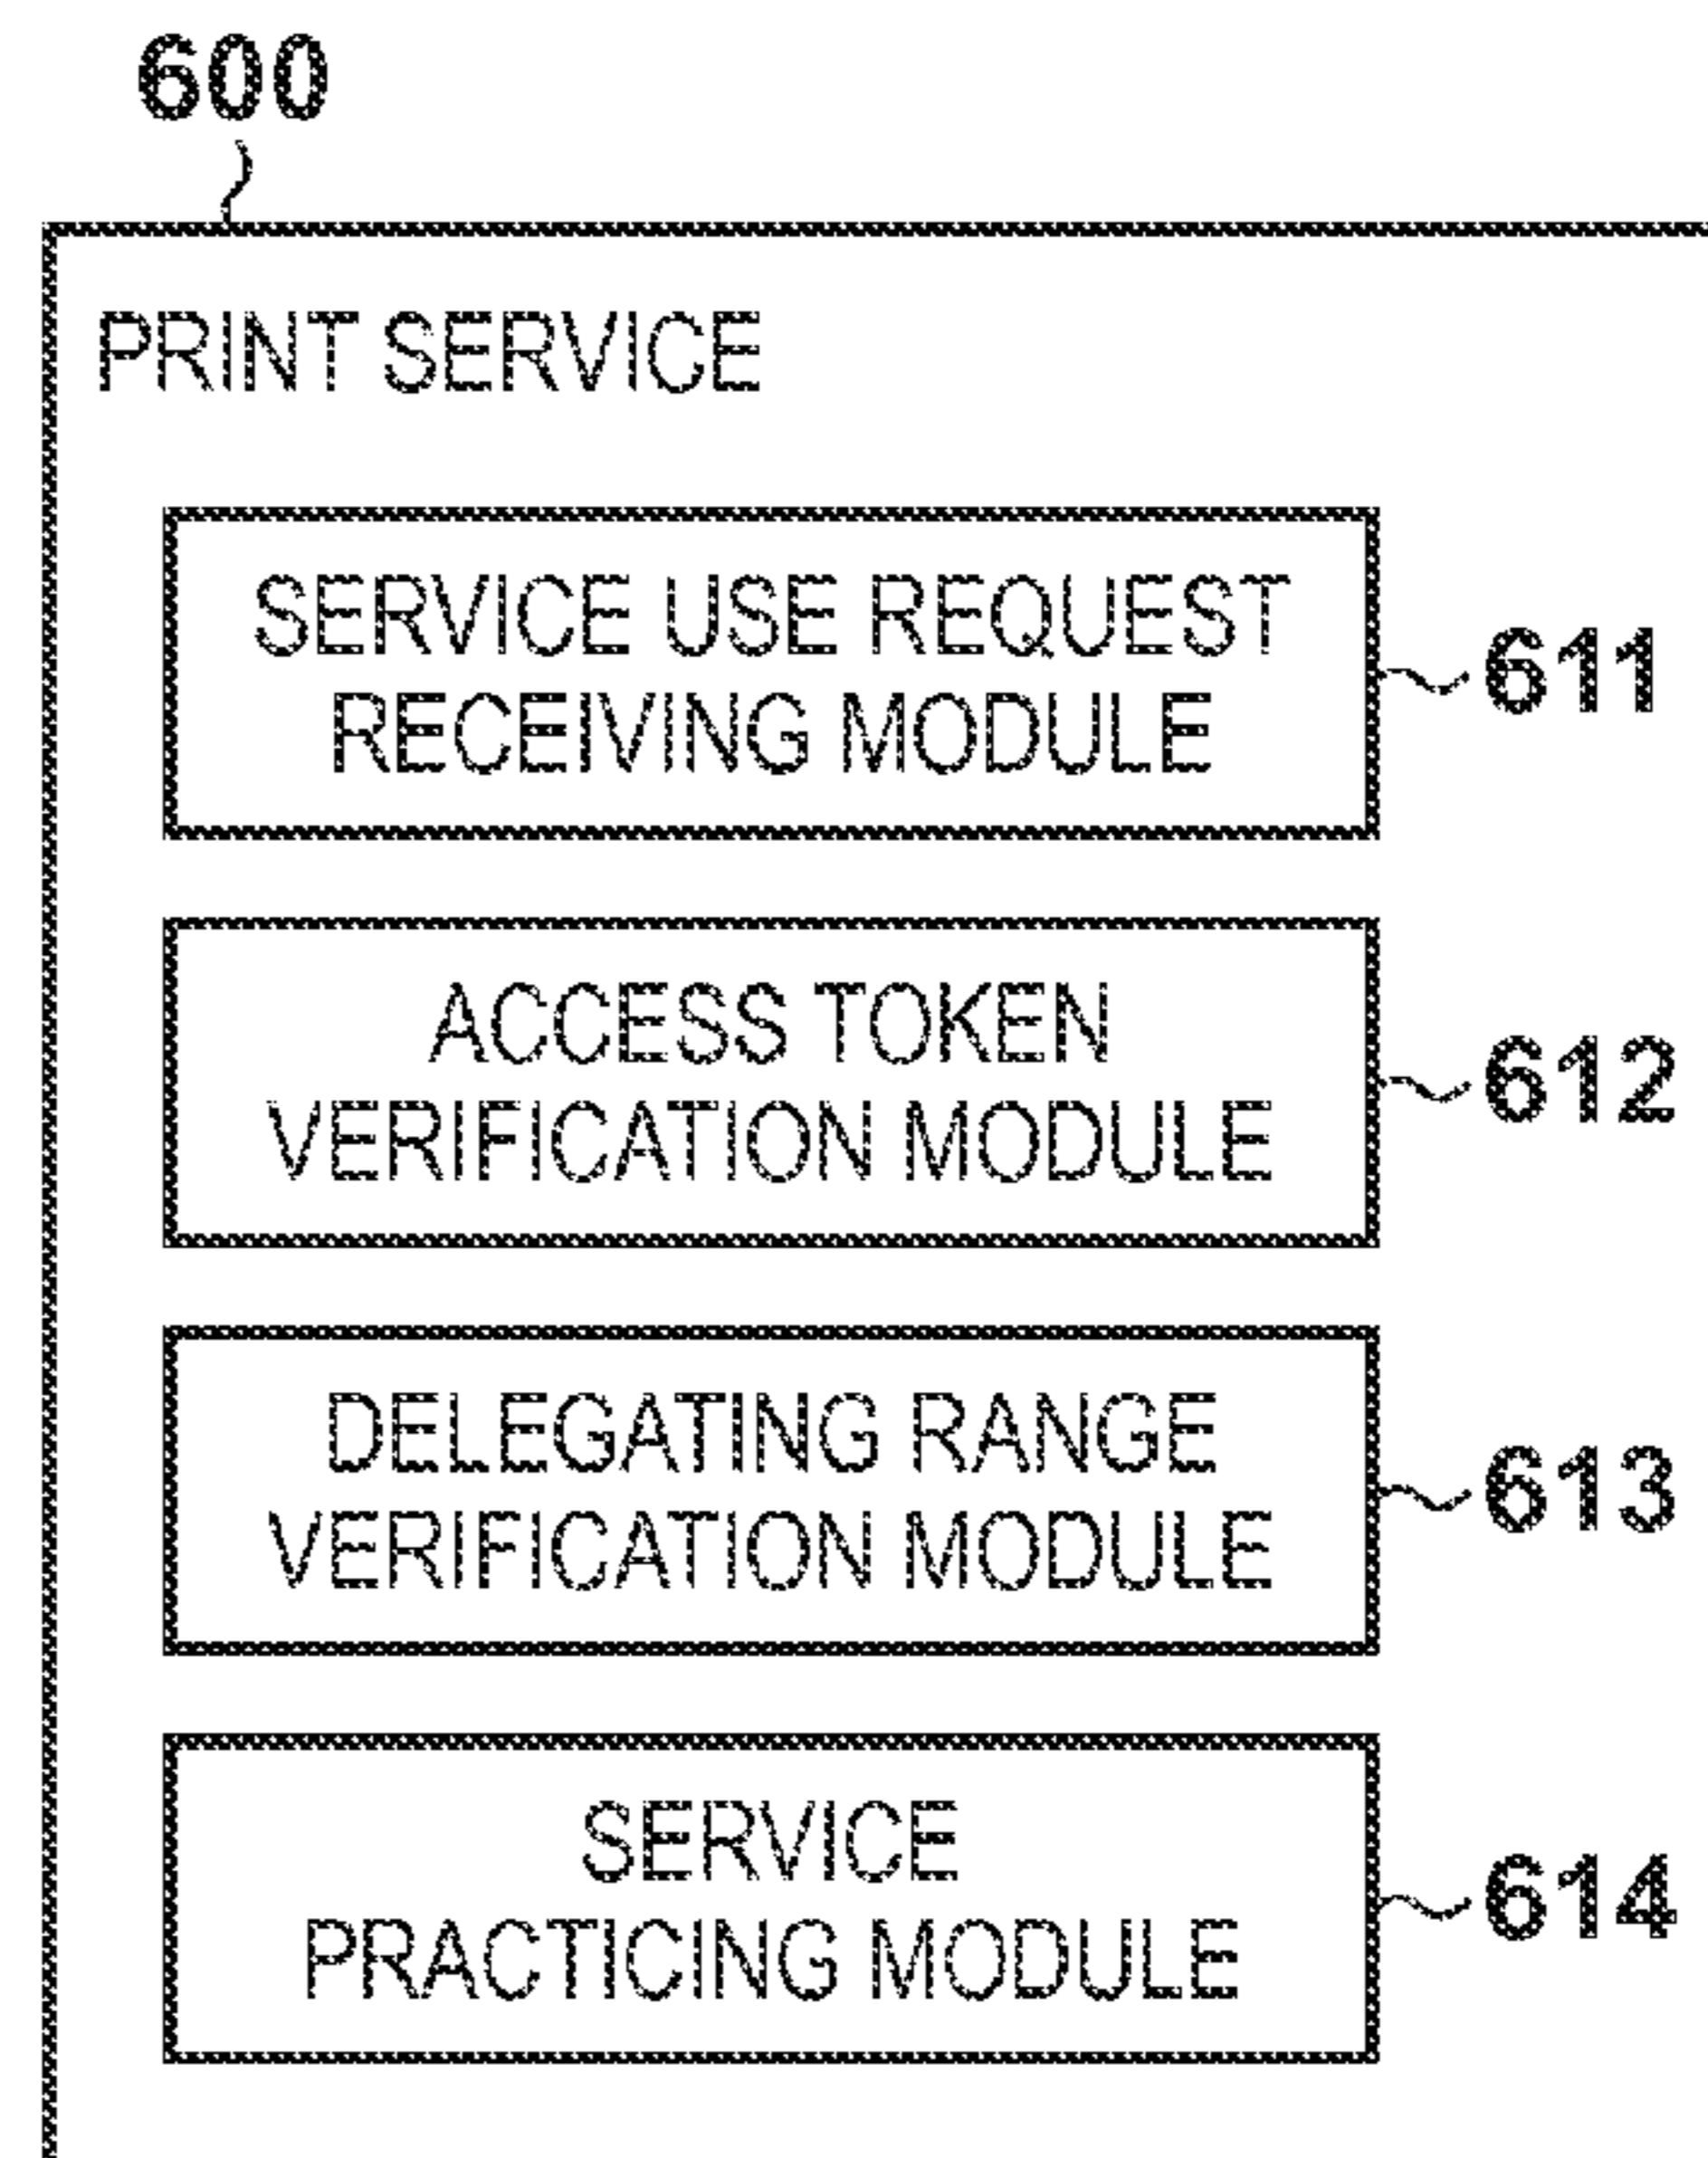 600
PRINT SERVICE
SERVICE USE REQUEST
RECEIVING MODULE
611
ACCESS TOKEN
VERIFICATION MODULE
612
DELEGATING RANGE
VERIFICATION MODULE
613
SERVICE
PRACTICING MODULE
614